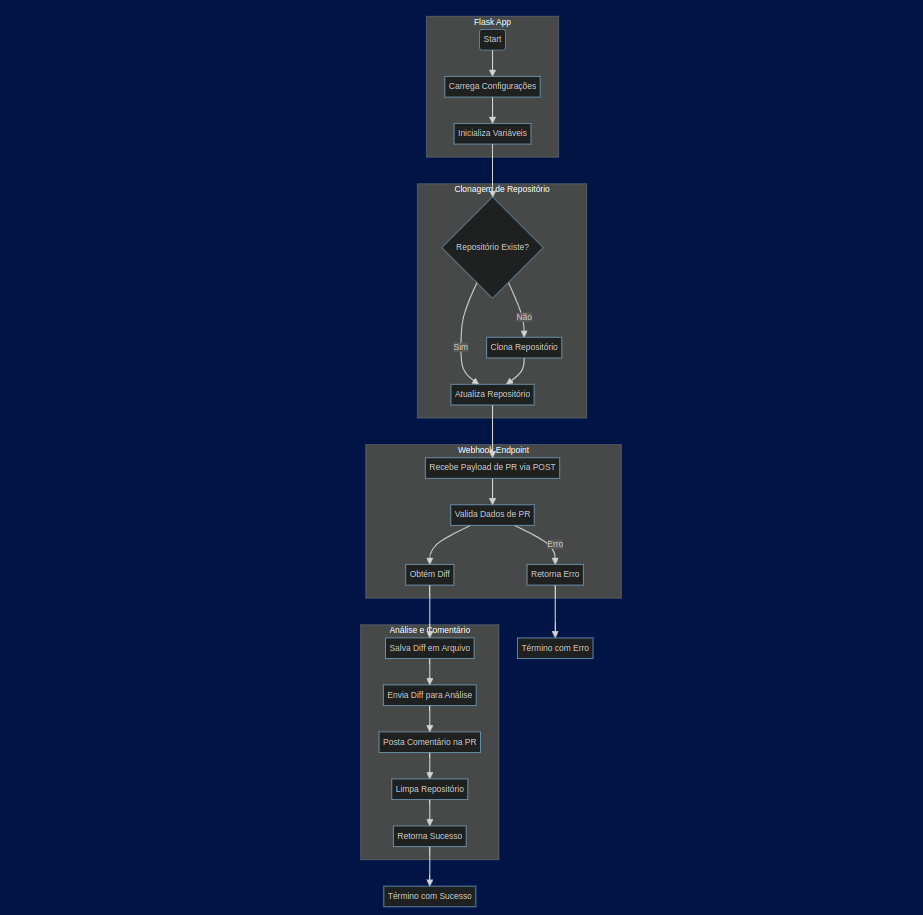 Flask App
Start
Carrega Configurações
Inicializa Variáveis
Clonagem de Repositório
Repositório Existe?
Não
Sim
Clona Repositório
Atualiza Repositório
Webhook Endpoint
Recebe Payload de PR via POST
Valida Dados de PR
Erro
Obtém Diff
Retorna Erro
Análise e Comentário
Salva Diff em Arquivo
Término com Erro
Envia Diff para Análise
Posta Comentário na PR
Limpa Repositório
Retorna Sucesso
Término com Sucesso